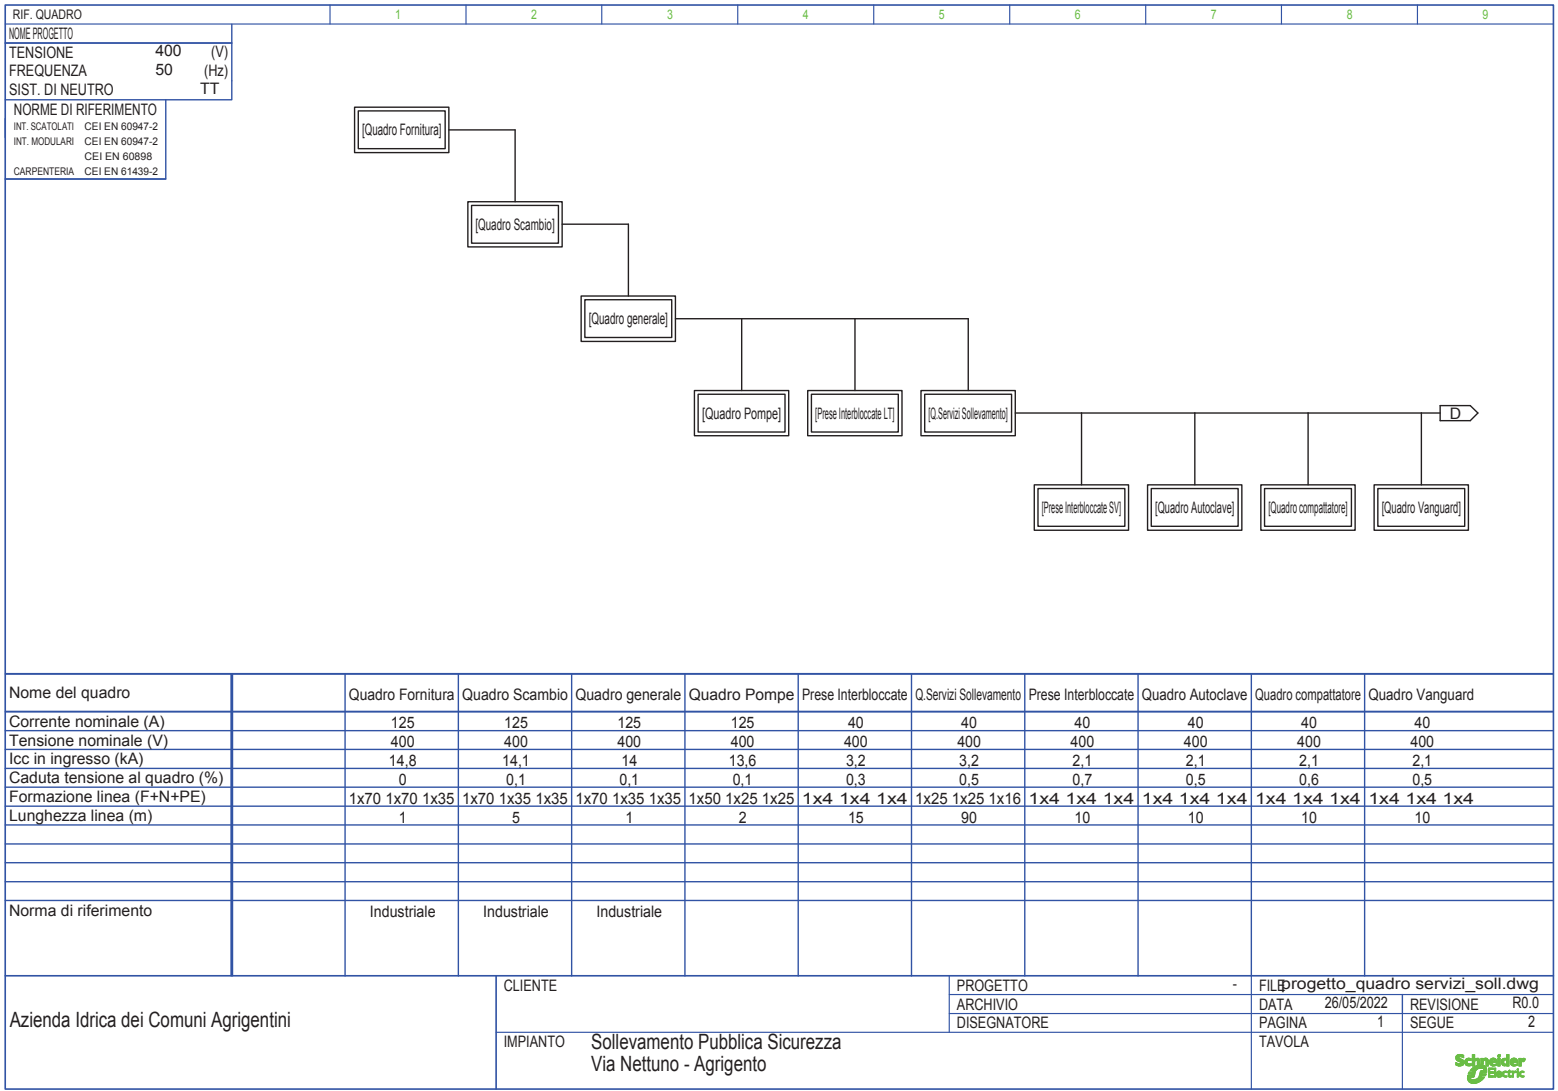 RIF. QUADRO 1 2 3 4 5 6 7 8 9
NOME PROGETTO
TENSIONE 400 (V)
FREQUENZA 50 (Hz)
SIST. DI NEUTRO TT
NORME DI RIFERIMENTO
INT. SCATOLATI CEI EN 60947-2
INT. MODULARI CEI EN 60947-2
CEI EN 60898
CARPENTERIA CEI EN 61439-2
[Quadro Fornitura]
[Quadro Scambio]
[Quadro generale]
[Quadro Pompe] [Prese Interbloccate LT] [Q.Servizi Sollevamento] D
[Prese Interbloccate SV] [Quadro Autoclave] [Quadro compattatore] [Quadro Vanguard]
Nome del quadro Quadro Fornitura Quadro Scambio Quadro generale Quadro Pompe Prese Interbloccate Q.Servizi Sollevamento Prese Interbloccate Quadro Autoclave Quadro compattatore Quadro Vanguard
Corrente nominale (A) 125 125 125 125 40 40 40 40 40 40
Tensione nominale (V) 400 400 400 400 400 400 400 400 400 400
Icc in ingresso (kA) 14,8 14,1 14 13,6 3,2 3,2 2,1 2,1 2,1 2,1
Caduta tensione al quadro (%) 0 0,1 0,1 0,1 0,3 0,5 0,7 0,5 0,6 0,5
Formazione linea (F+N+PE) 1x70 1x70 1x35 1x70 1x35 1x35 1x70 1x35 1x35 1x50 1x25 1x25 1x4 1x4 1x4 1x25 1x25 1x16 1x4 1x4 1x4 1x4 1x4 1x4 1x4 1x4 1x4 1x4 1x4 1x4
Lunghezza linea (m) 1 5 1 2 15 90 10 10 10 10
Norma di riferimento Industriale Industriale Industriale
Azienda Idrica dei Comuni Agrigentini
CLIENTE
IMPIANTO Sollevamento Pubblica Sicurezza
Via Nettuno - Agrigento
PROGETTO -
ARCHIVIO
DISEGNATORE
FILE progetto_quadro servizi_soll.dwg
DATA 26/05/2022 REVISIONE R0.0
PAGINA 1 SEGUE 2
TAVOLA
Schneider
Electric